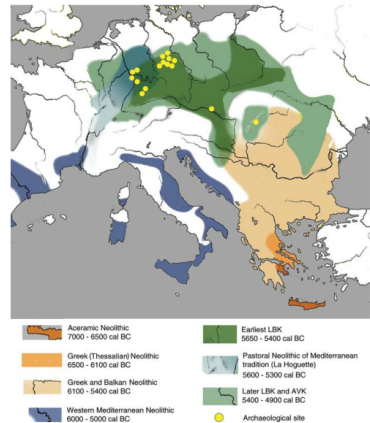 Aceramic Neolithic
7000 - 6500 cal BC
Greek (Thessalian) Neolithic
6500 - 6100 cal BC
Greek and Balkan Neolithic
6100 - 5400 cal BC
Western Mediterranean Neolithic
6000 - 5000 cal BC
Earliest LBK
5650 - 5400 cal BC
Pastoral Neolithic of Mediterranean
tradition (La Hoguette)
5600 - 5300 cal BC
Later LBK and AVK
5400 - 4900 cal BC
Archaeological site